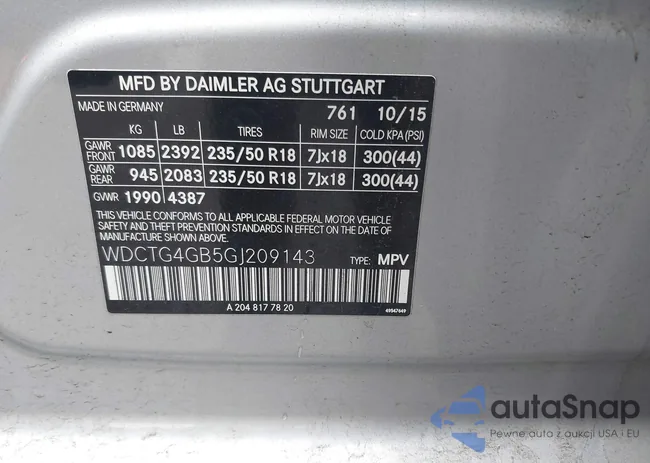 MFD BY DAIMLER AG STUTTGART
MADE IN GERMANY 761 10/15
KG LB TIRES RIM SIZE COLD KPA (PSI)
GAWR FRONT 1085 2392 235/50 R18 7Jx18 300(44)
GAWR REAR 945 2083 235/50 R18 7Jx18 300(44)
GVWR 1990 4387
THIS VEHICLE CONFORMS TO ALL APPLICABLE FEDERAL MOTOR VEHICLE
SAFETY AND THEFT PREVENTION STANDARDS IN EFFECT ON THE DATE
OF MANUFACTURE SHOWN ABOVE.
WDCTG4GB5GJ209143 TYPE: MPV
A 204 817 78 20 49947649
autaSnap
Pewne auta z aukcji USA i EU